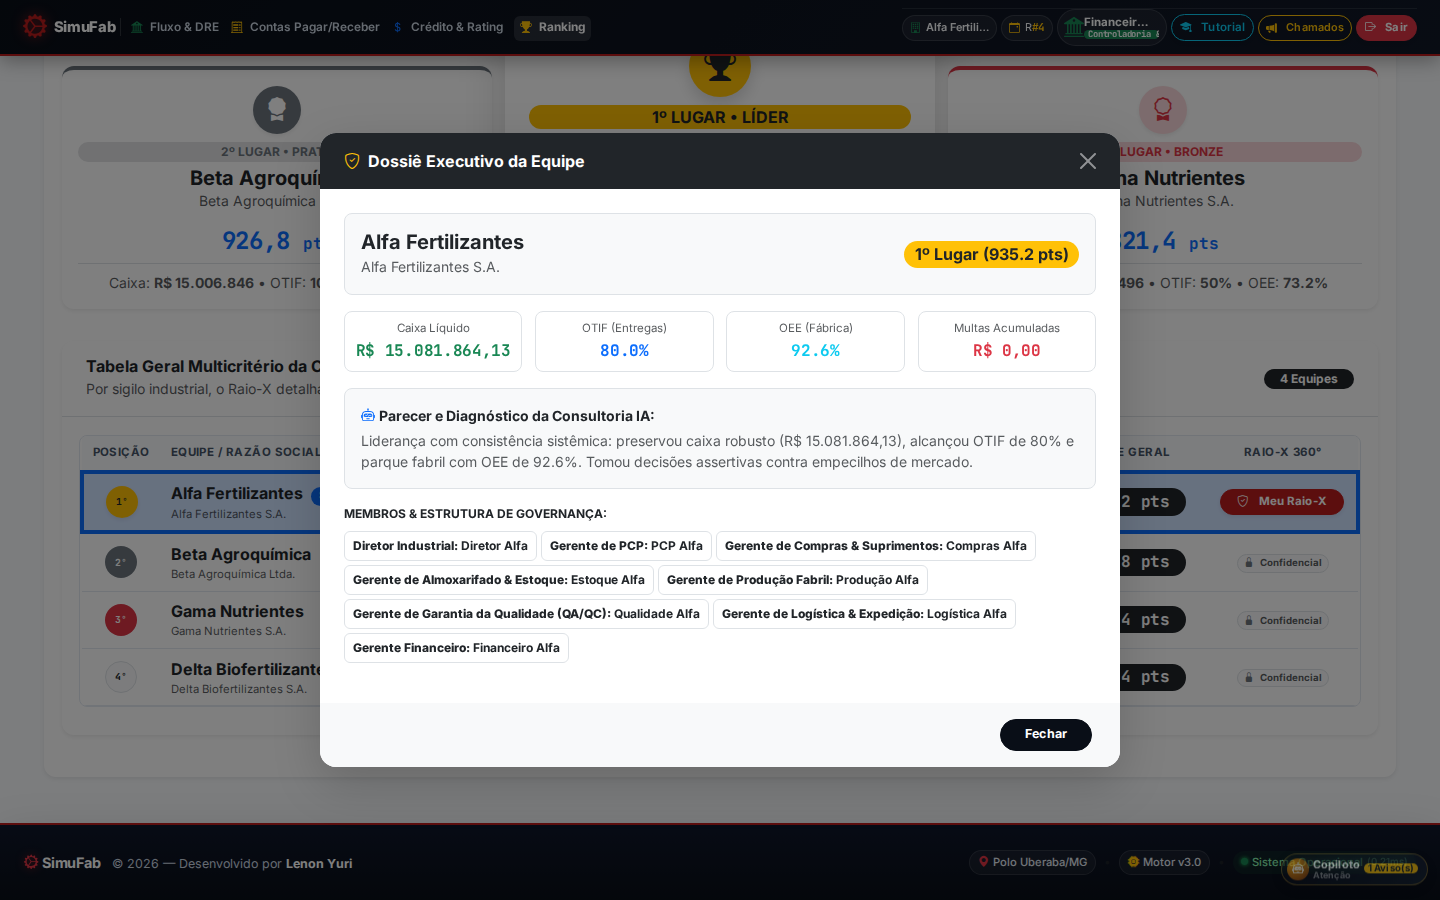 SimuFab
Fluxo & DRE
Contas Pagar/Receber
$ Crédito & Rating
Ranking
Alfa Fertili...
R#4
Financeir...
Controladoria
Tutorial
Chamados
Sair
2º LUGAR • PRAT
1º LUGAR • LÍDER
LUGAR • BRONZE
Beta Agroquí
Beta Agroquímica
926,8 pt
Caixa: R$ 15.006.846 • OTIF: 10
na Nutrientes
na Nutrientes S.A.
21,4 pts
496 • OTIF: 50% • OEE: 73.2%
Dossiê Executivo da Equipe
Alfa Fertilizantes
Alfa Fertilizantes S.A.
1º Lugar (935.2 pts)
Caixa Líquido
R$ 15.081.864,13
OTIF (Entregas)
80.0%
OEE (Fábrica)
92.6%
Multas Acumuladas
R$ 0,00
Parecer e Diagnóstico da Consultoria IA:
Liderança com consistência sistêmica: preservou caixa robusto (R$ 15.081.864,13), alcançou OTIF de 80% e
parque fabril com OEE de 92.6%. Tomou decisões assertivas contra empecilhos de mercado.
MEMBROS & ESTRUTURA DE GOVERNANÇA:
Diretor Industrial: Diretor Alfa
Gerente de PCP: PCP Alfa
Gerente de Compras & Suprimentos: Compras Alfa
Gerente de Almoxarifado & Estoque: Estoque Alfa
Gerente de Produção Fabril: Produção Alfa
Gerente de Garantia da Qualidade (QA/QC): Qualidade Alfa
Gerente de Logística & Expedição: Logística Alfa
Gerente Financeiro: Financeiro Alfa
Fechar
Tabela Geral Multicritério da C
Por sigilo industrial, o Raio-X detalha
4 Equipes
POSIÇÃO
EQUIPE / RAZÃO SOCIAL
E GERAL
RAIO-X 360°
1°
Alfa Fertilizantes
Alfa Fertilizantes S.A.
2 pts
Meu Raio-X
2°
Beta Agroquímica
Beta Agroquímica Ltda.
8 pts
Confidencial
3°
Gama Nutrientes
Gama Nutrientes S.A.
4 pts
Confidencial
4°
Delta Biofertilizante
Delta Biofertilizantes S.A.
4 pts
Confidencial
SimuFab
© 2026 — Desenvolvido por Lenon Yuri
Polo Uberaba/MG
Motor v3.0
Sistem
Copiloto
Atenção
1 Aviso(s)